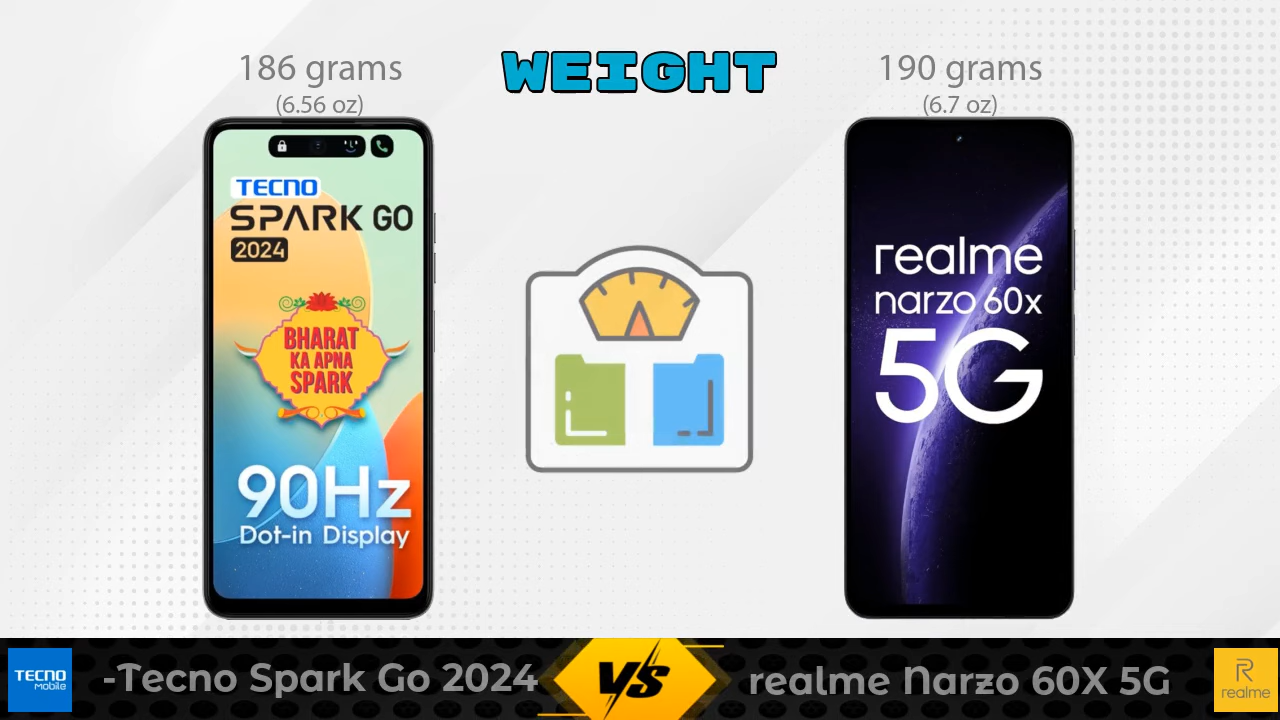 186 grams
(6.56 oz)
WEIGHT
190 grams
(6.7 oz)
TECNO
SPARK GO
2024
BHARAT
KA APNA
SPARK
90Hz
Dot-in Display
realme
narzo 60x
5G
TECNO
mobile
-Tecno Spark Go 2024
VS
realme Narzo 60X 5G
R
realme